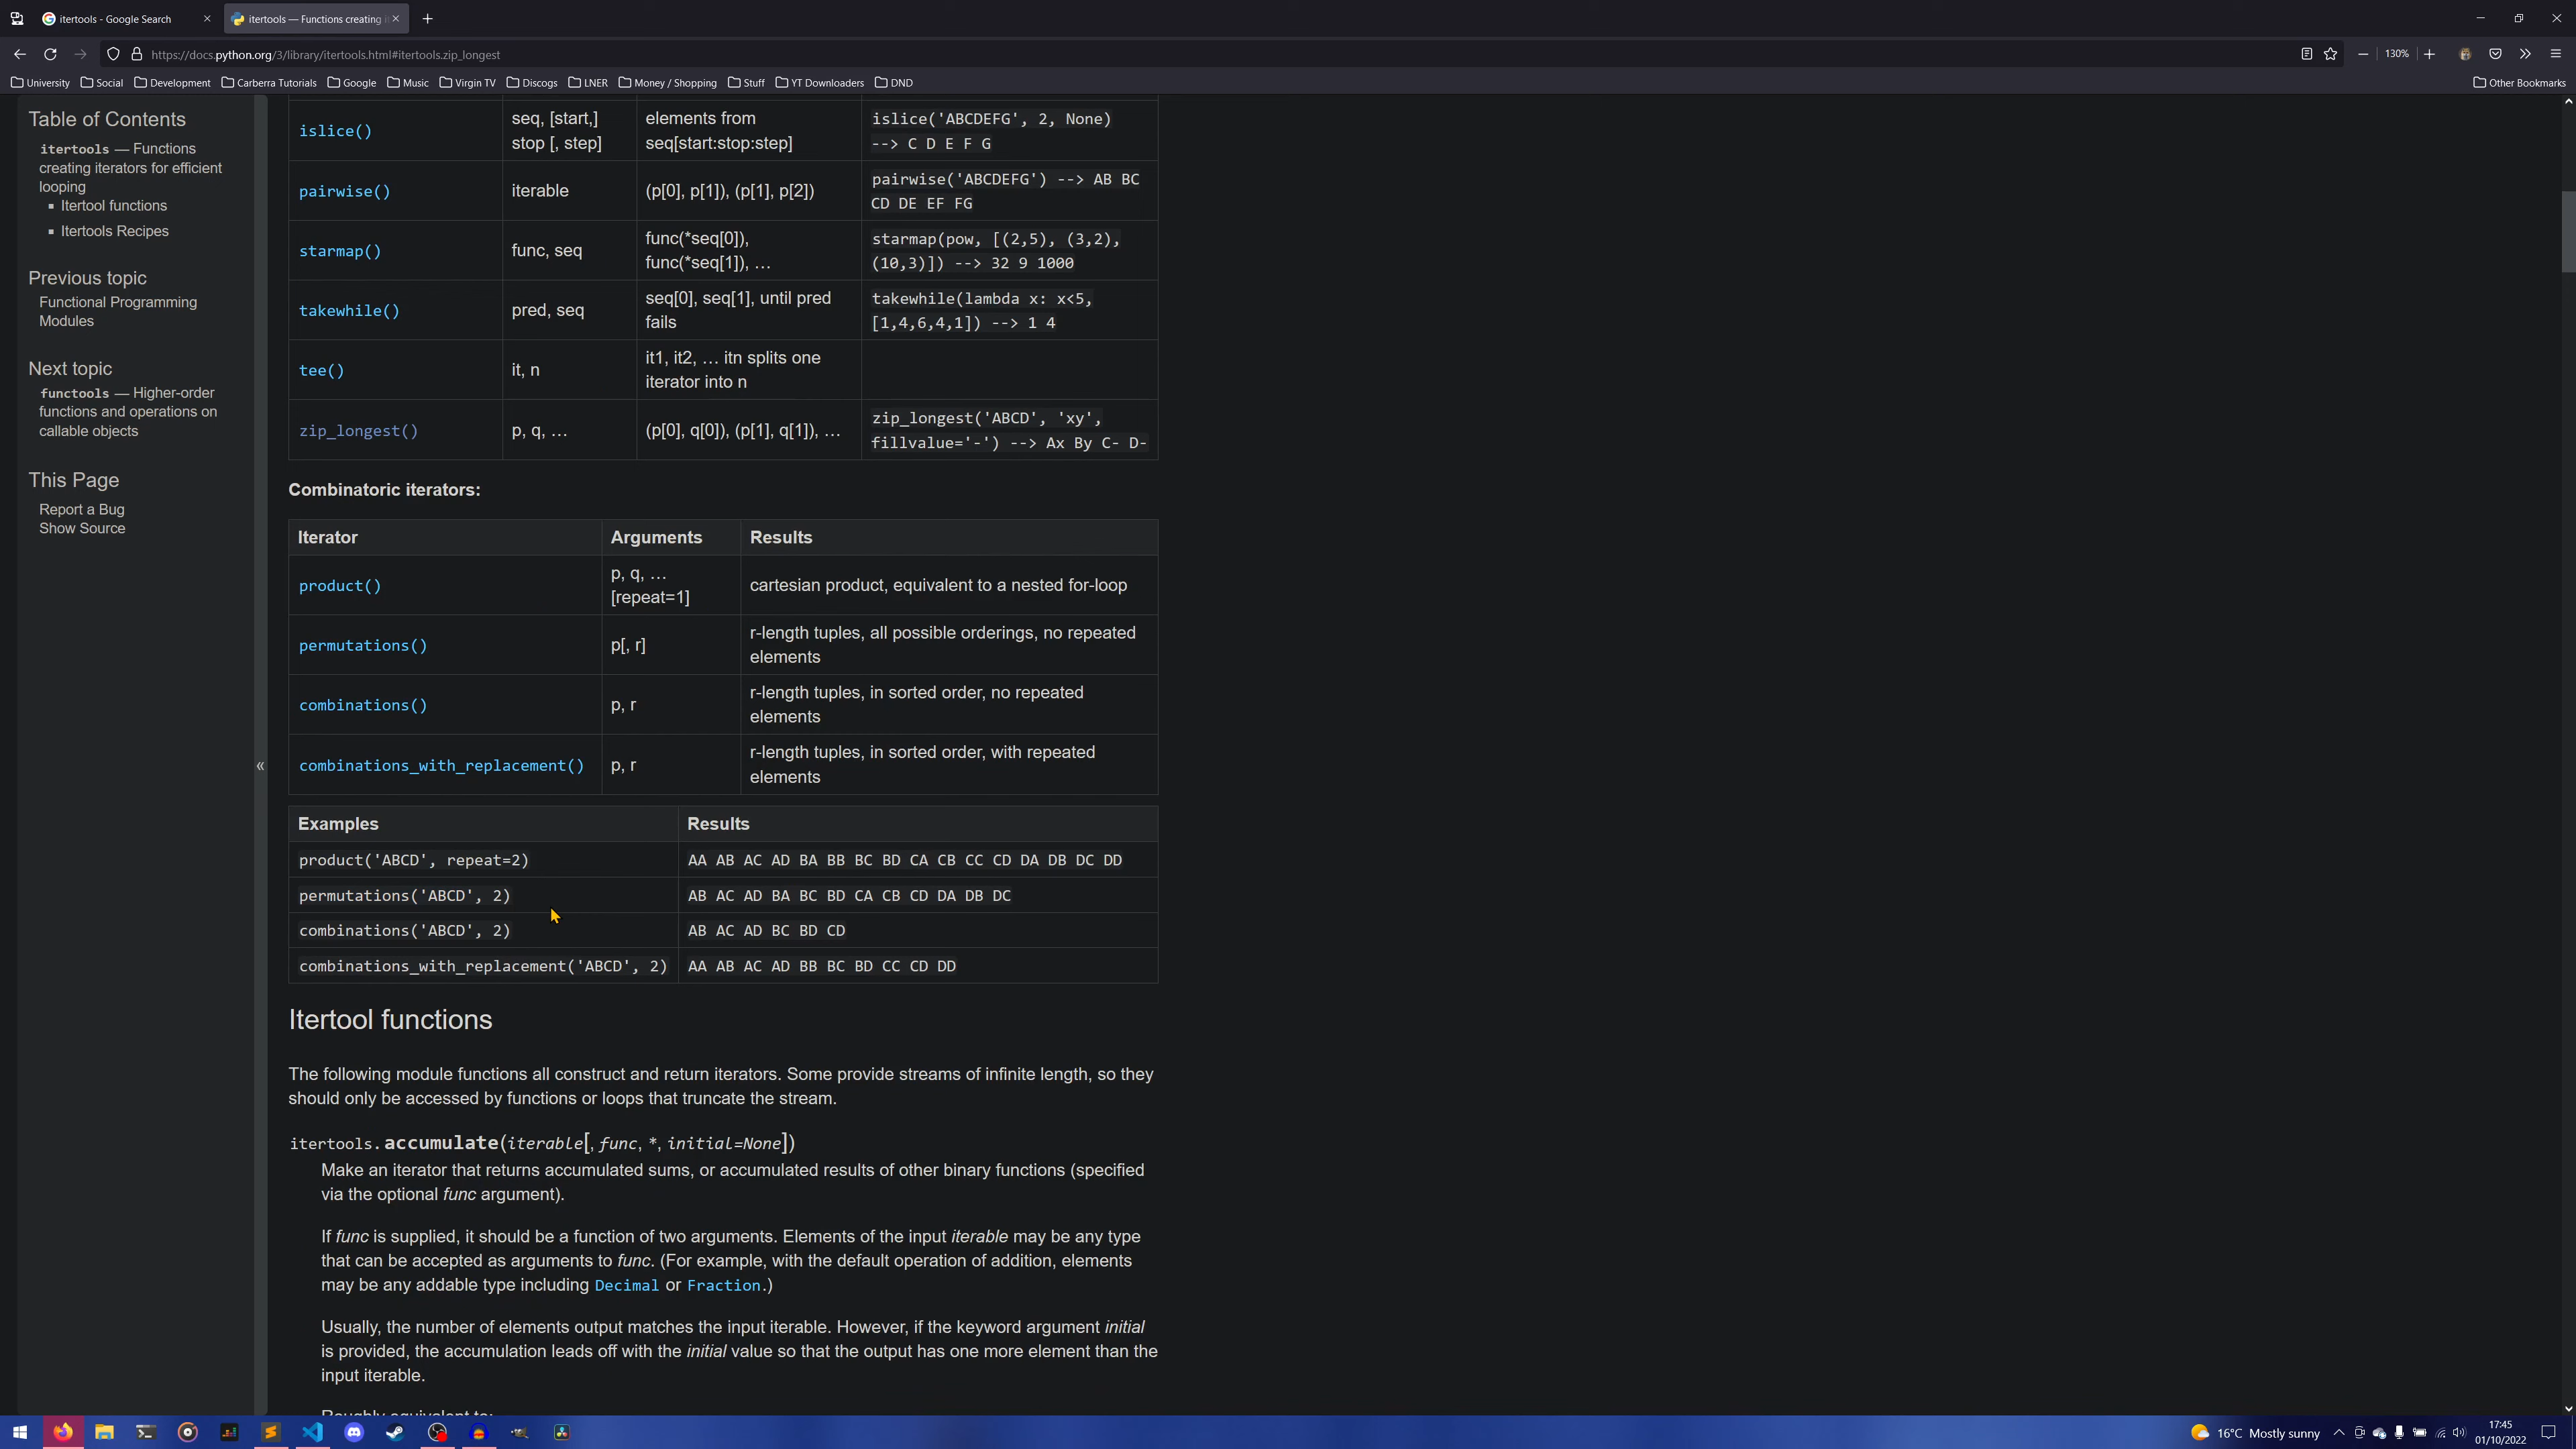 itertools - Google Search
itertools — Functions creating i
https://docs.python.org/3/library/itertools.html#itertools.zip_longest
130%
University Social Development Carberra Tutorials Google Music Virgin TV Discogs LNER Money / Shopping Stuff YT Downloaders DND Other Bookmarks
Table of Contents
itertools — Functions
creating iterators for efficient
looping
Itertool functions
Itertools Recipes
Previous topic
Functional Programming
Modules
Next topic
functools — Higher-order
functions and operations on
callable objects
This Page
Report a Bug
Show Source
«
islice() seq, [start,] elements from islice('ABCDEFG', 2, None)
stop [, step] seq[start:stop:step] --> C D E F G
pairwise() iterable (p[0], p[1]), (p[1], p[2]) pairwise('ABCDEFG') --> AB BC
CD DE EF FG
starmap() func, seq func(*seq[0]), starmap(pow, [(2,5), (3,2),
func(*seq[1]), … (10,3)]) --> 32 9 1000
takewhile() pred, seq seq[0], seq[1], until pred takewhile(lambda x: x<5,
fails [1,4,6,4,1]) --> 1 4
tee() it, n it1, it2, … itn splits one
iterator into n
zip_longest() p, q, … (p[0], q[0]), (p[1], q[1]), … zip_longest('ABCD', 'xy',
fillvalue='-') --> Ax By C- D-
Combinatoric iterators:
Iterator Arguments Results
product() p, q, … cartesian product, equivalent to a nested for-loop
[repeat=1]
permutations() p[, r] r-length tuples, all possible orderings, no repeated
elements
combinations() p, r r-length tuples, in sorted order, no repeated
elements
combinations_with_replacement() p, r r-length tuples, in sorted order, with repeated
elements
Examples Results
product('ABCD', repeat=2) AA AB AC AD BA BB BC BD CA CB CC CD DA DB DC DD
permutations('ABCD', 2) AB AC AD BA BC BD CA CB CD DA DB DC
combinations('ABCD', 2) AB AC AD BC BD CD
combinations_with_replacement('ABCD', 2) AA AB AC AD BB BC BD CC CD DD
Itertool functions
The following module functions all construct and return iterators. Some provide streams of infinite length, so they
should only be accessed by functions or loops that truncate the stream.
itertools.accumulate(iterable[, func, *, initial=None])
Make an iterator that returns accumulated sums, or accumulated results of other binary functions (specified
via the optional func argument).
If func is supplied, it should be a function of two arguments. Elements of the input iterable may be any type
that can be accepted as arguments to func. (For example, with the default operation of addition, elements
may be any addable type including Decimal or Fraction.)
Usually, the number of elements output matches the input iterable. However, if the keyword argument initial
is provided, the accumulation leads off with the initial value so that the output has one more element than the
input iterable.
Roughly equivalent to:
16°C Mostly sunny
17:45
01/10/2022